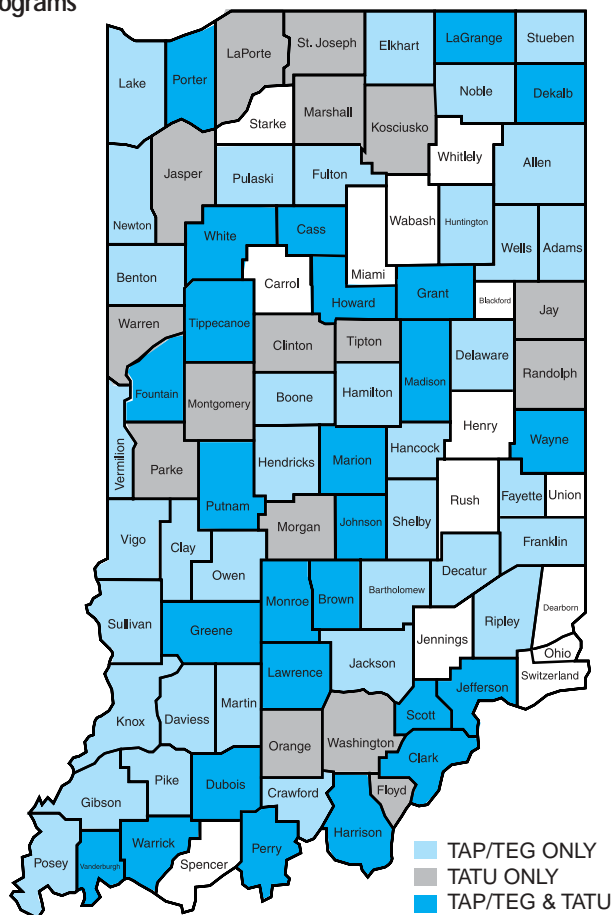 ograms
LaPorte
St. Joseph
Elkhart
LaGrange
Stueben
Lake
Porter
Noble
Dekalb
Starke
Marshall
Kosciusko
Whitlely
Allen
Jasper
Pulaski
Fulton
Newton
White
Cass
Miami
Wabash
Huntington
Wells
Adams
Benton
Carrol
Howard
Grant
Blackford
Jay
Warren
Tippecanoe
Clinton
Tipton
Madison
Delaware
Randolph
Fountain
Montgomery
Boone
Hamilton
Henry
Wayne
Vermilion
Parke
Putnam
Hendricks
Marion
Hancock
Rush
Fayette
Union
Vigo
Clay
Owen
Morgan
Johnson
Shelby
Franklin
Decatur
Sullivan
Greene
Monroe
Brown
Bartholomew
Jennings
Ripley
Dearborn
Ohio
Switzerland
Jefferson
Jackson
Lawrence
Knox
Daviess
Martin
Scott
Orange
Washington
Clark
Floyd
Gibson
Pike
Dubois
Crawford
Harrison
Posey
Vanderburgh
Warrick
Spencer
Perry
TAP/TEG ONLY
TATU ONLY
TAP/TEG & TATU